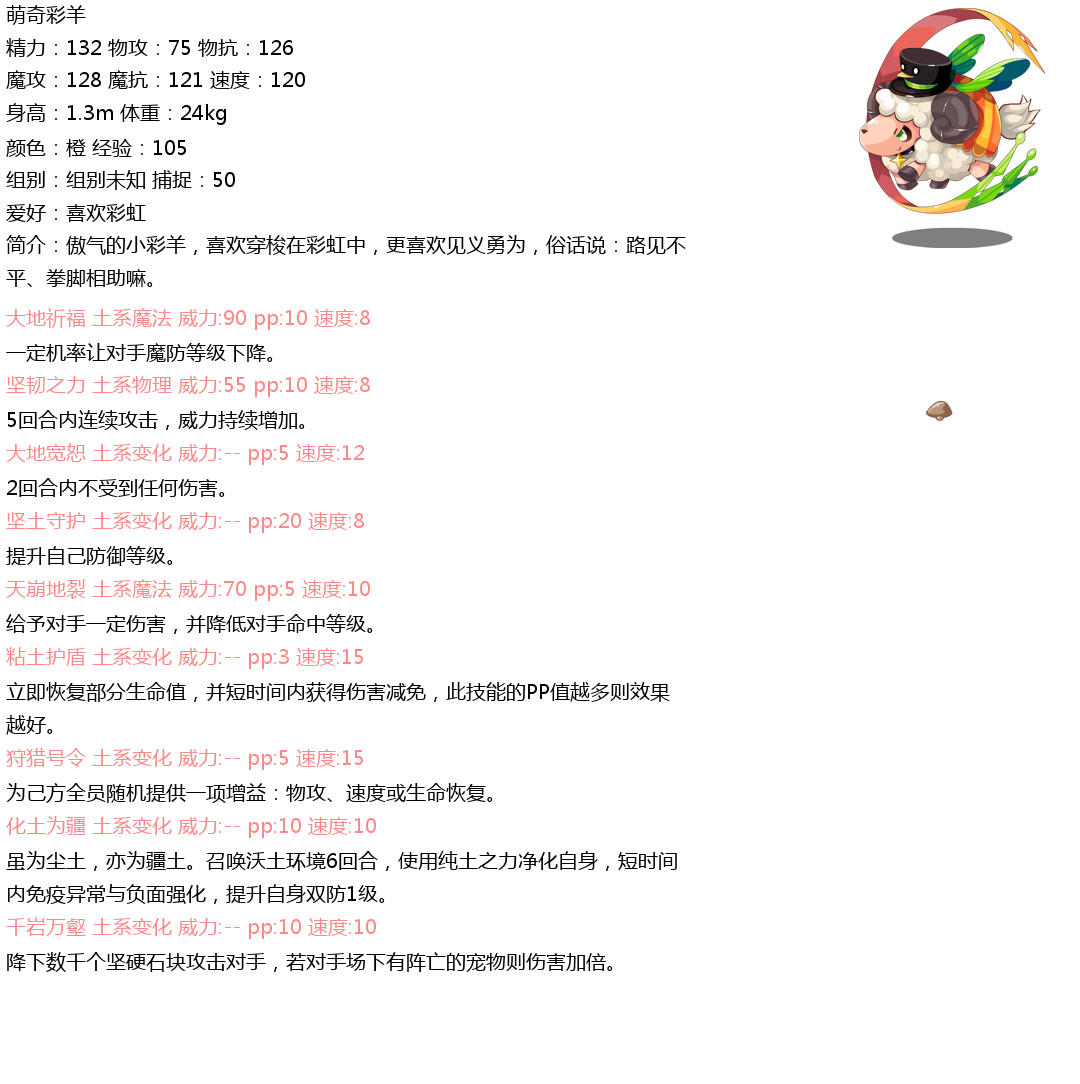 萌奇彩羊
精力：132 物攻：75 物抗：126
魔攻：128 魔抗：121 速度：120
身高：1.3m 体重：24kg
颜色：橙 经验：105
组别：组别未知 捕捉：50
爱好：喜欢彩虹
简介：傲气的小彩羊，喜欢穿梭在彩虹中，更喜欢见义勇为，俗话说：路见不
平、拳脚相助嘛。
大地祈福 土系魔法 威力:90 pp:10 速度:8
一定机率让对手魔防等级下降。
坚韧之力 土系物理 威力:55 pp:10 速度:8
5回合内连续攻击，威力持续增加。
大地宽恕 土系变化 威力:-- pp:5 速度:12
2回合内不受到任何伤害。
坚土守护 土系变化 威力:-- pp:20 速度:8
提升自己防御等级。
天崩地裂 土系魔法 威力:70 pp:5 速度:10
给予对手一定伤害，并降低对手命中等级。
粘土护盾 土系变化 威力:-- pp:3 速度:15
立即恢复部分生命值，并短时间内获得伤害减免，此技能的PP值越多则效果
越好。
狩猎号令 土系变化 威力:-- pp:5 速度:15
为己方全员随机提供一项增益：物攻、速度或生命恢复。
化土为疆 土系变化 威力:-- pp:10 速度:10
虽为尘土，亦为疆土。召唤沃土环境6回合，使用纯土之力净化自身，短时间
内免疫异常与负面强化，提升自身双防1级。
千岩万壑 土系变化 威力:-- pp:10 速度:10
降下数千个坚硬石块攻击对手，若对手场下有阵亡的宠物则伤害加倍。